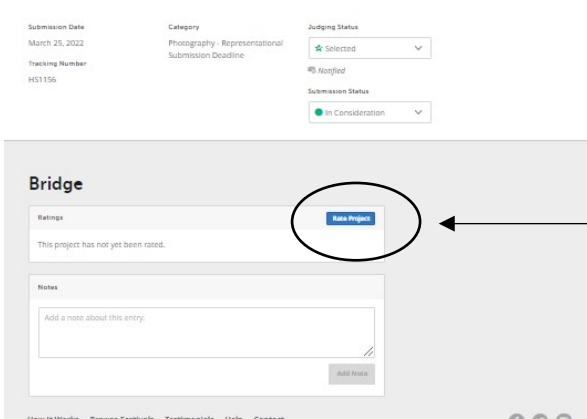 Submission Date
March 25, 2022
Tracking Number
HS1156
Category
Photography - Representational
Submission Deadline
Judging Status
Selected
Notified
Submission Status
In Consideration
Bridge
Ratings
Rate Project
This project has not yet been rated.
Notes
Add a note about this entry.
Add Note
How It Works Browse Festivals Testimonials Help Contact